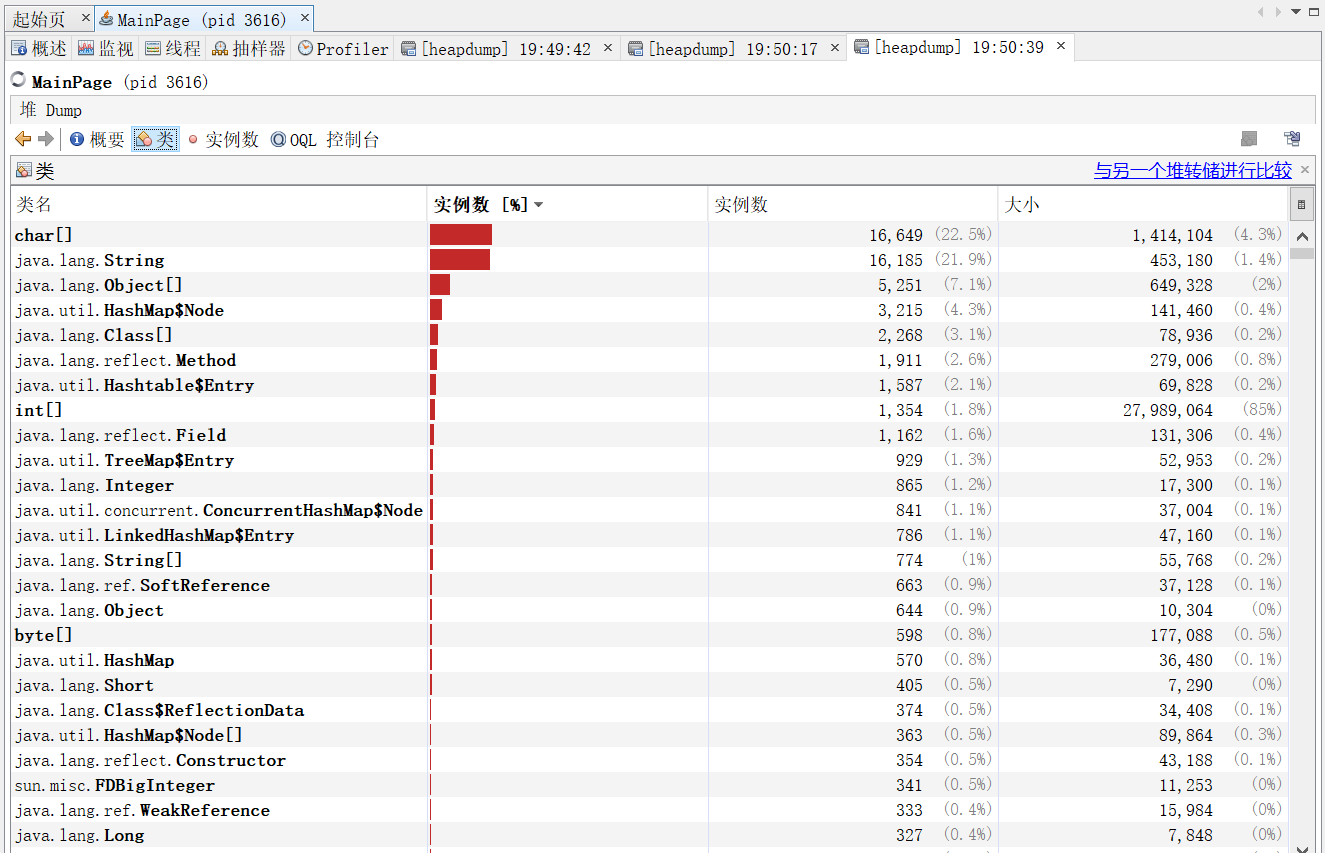 起始页 × MainPage (pid 3616) ×
概述 监视 线程 抽样器 Profiler [heapdump] 19:49:42 × [heapdump] 19:50:17 × [heapdump] 19:50:39 ×
MainPage (pid 3616)
堆 Dump
概要 类 实例数 OQL 控制台
类 与另一个堆转储进行比较 ×
类名 实例数 [%] 实例数 大小
char[] 16,649 (22.5%) 1,414,104 (4.3%)
java.lang.String 16,185 (21.9%) 453,180 (1.4%)
java.lang.Object[] 5,251 (7.1%) 649,328 (2%)
java.util.HashMap$Node 3,215 (4.3%) 141,460 (0.4%)
java.lang.Class[] 2,268 (3.1%) 78,936 (0.2%)
java.lang.reflect.Method 1,911 (2.6%) 279,006 (0.8%)
java.util.Hashtable$Entry 1,587 (2.1%) 69,828 (0.2%)
int[] 1,354 (1.8%) 27,989,064 (85%)
java.lang.reflect.Field 1,162 (1.6%) 131,306 (0.4%)
java.util.TreeMap$Entry 929 (1.3%) 52,953 (0.2%)
java.lang.Integer 865 (1.2%) 17,300 (0.1%)
java.util.concurrent.ConcurrentHashMap$Node 841 (1.1%) 37,004 (0.1%)
java.util.LinkedHashMap$Entry 786 (1.1%) 47,160 (0.1%)
java.lang.String[] 774 (1%) 55,768 (0.2%)
java.lang.ref.SoftReference 663 (0.9%) 37,128 (0.1%)
java.lang.Object 644 (0.9%) 10,304 (0%)
byte[] 598 (0.8%) 177,088 (0.5%)
java.util.HashMap 570 (0.8%) 36,480 (0.1%)
java.lang.Short 405 (0.5%) 7,290 (0%)
java.lang.Class$ReflectionData 374 (0.5%) 34,408 (0.1%)
java.util.HashMap$Node[] 363 (0.5%) 89,864 (0.3%)
java.lang.reflect.Constructor 354 (0.5%) 43,188 (0.1%)
sun.misc.FDBigInteger 341 (0.5%) 11,253 (0%)
java.lang.ref.WeakReference 333 (0.4%) 15,984 (0%)
java.lang.Long 327 (0.4%) 7,848 (0%)